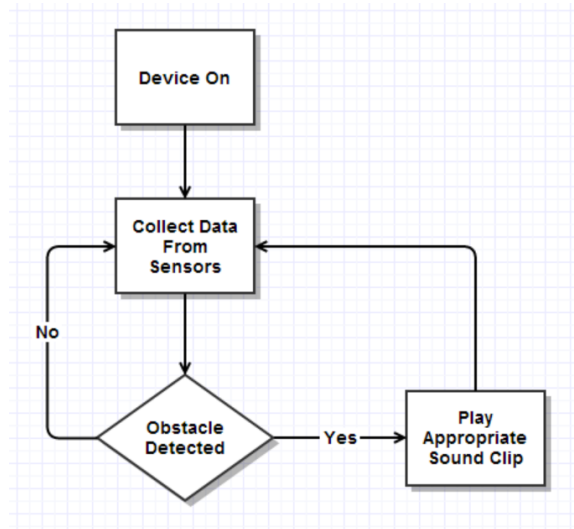 Device On
Collect Data
From
Sensors
No
Obstacle
Detected
Yes
Play
Appropriate
Sound Clip